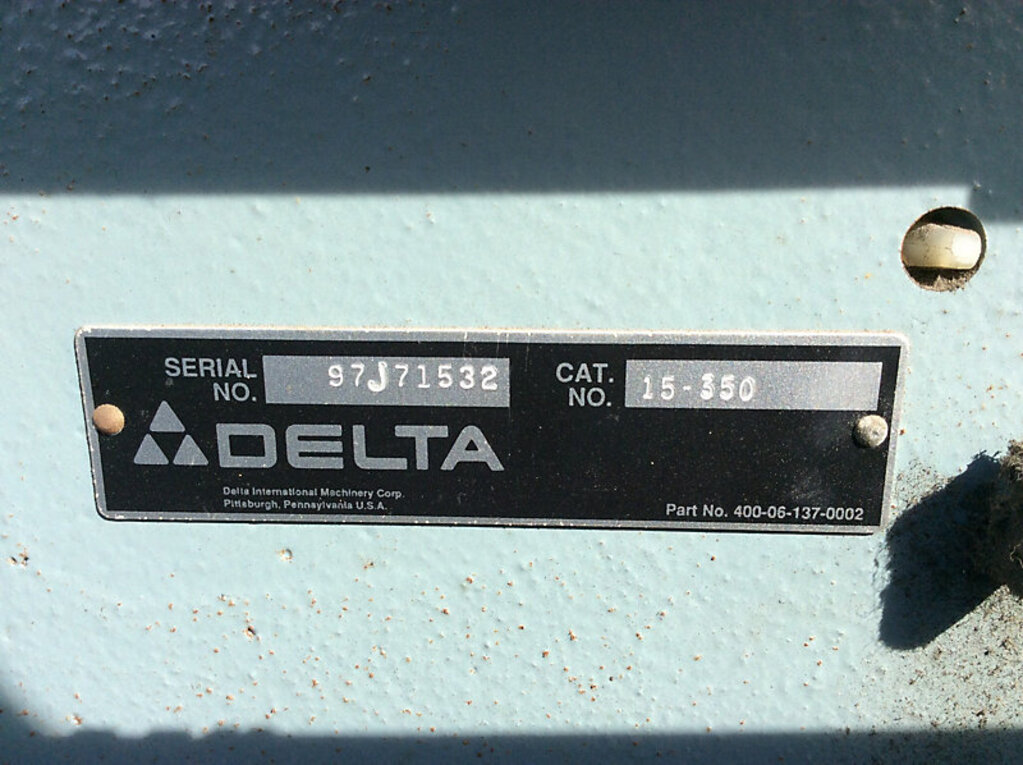 SERIAL NO. 97J71532
CAT. NO. 15-350
DELTA
Delta International Machinery Corp.
Pittsburgh, Pennsylvania U.S.A.
Part No. 400-06-137-0002